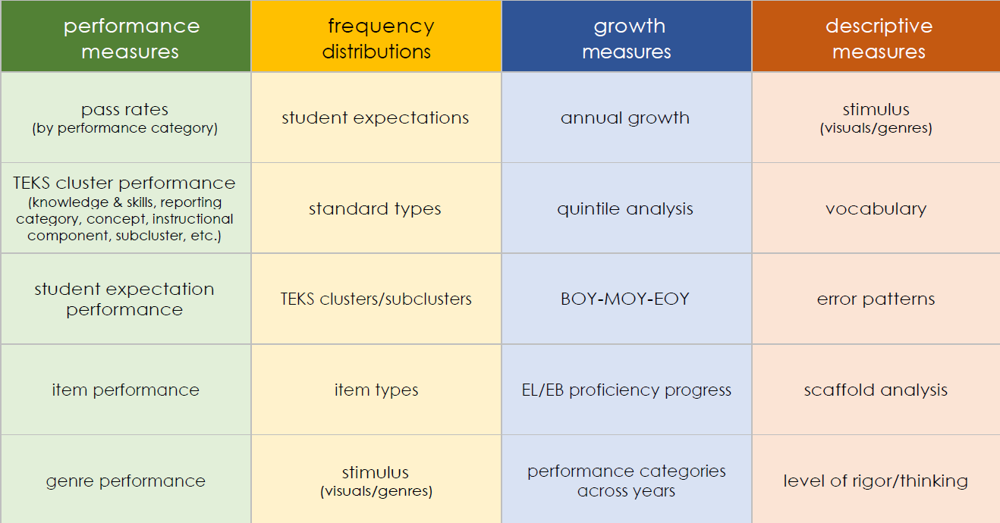 performance
measures
frequency
distributions
growth
measures
descriptive
measures
pass rates
(by performance category)
student expectations
annual growth
stimulus
(visuals/genres)
TEKS cluster performance
(knowledge & skills, reporting
category, concept, instructional
component, subcluster, etc.)
standard types
quintile analysis
vocabulary
student expectation
performance
TEKS clusters/subclusters
BOY-MOY-EOY
error patterns
item performance
item types
EL/EB proficiency progress
scaffold analysis
genre performance
stimulus
(visuals/genres)
performance categories
across years
level of rigor/thinking